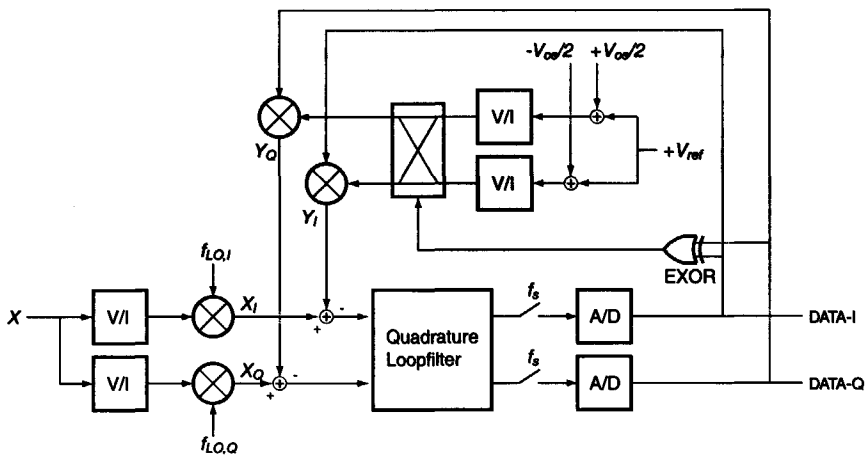 -V_os/2 +V_os/2
V/I
Y_Q
+V_ref
V/I
Y_I
EXOR
f_LO,I
X V/I X_I + - Quadrature
Loopfilter f_s A/D DATA-I
V/I X_Q + - f_s A/D DATA-Q
f_LO,Q